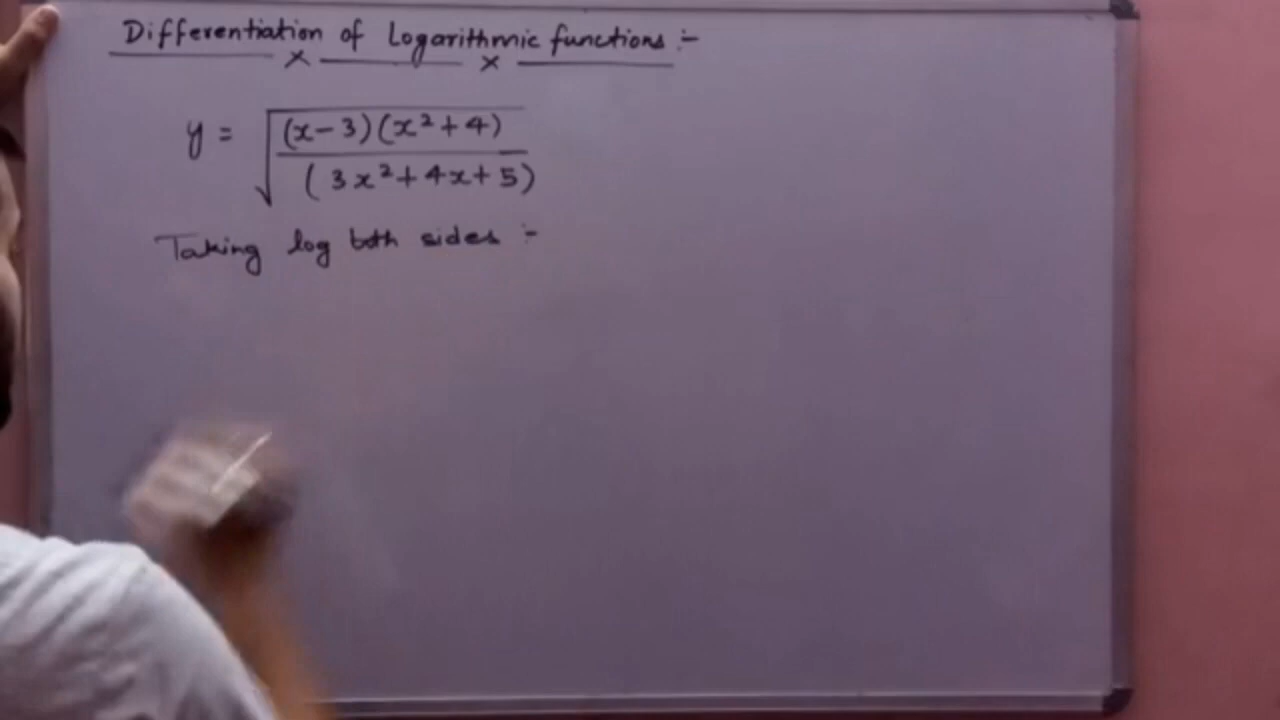 Differentiation of Logarithmic functions :-
y = √((x-3)(x²+4) / (3x²+4x+5))
Taking log both sides :-